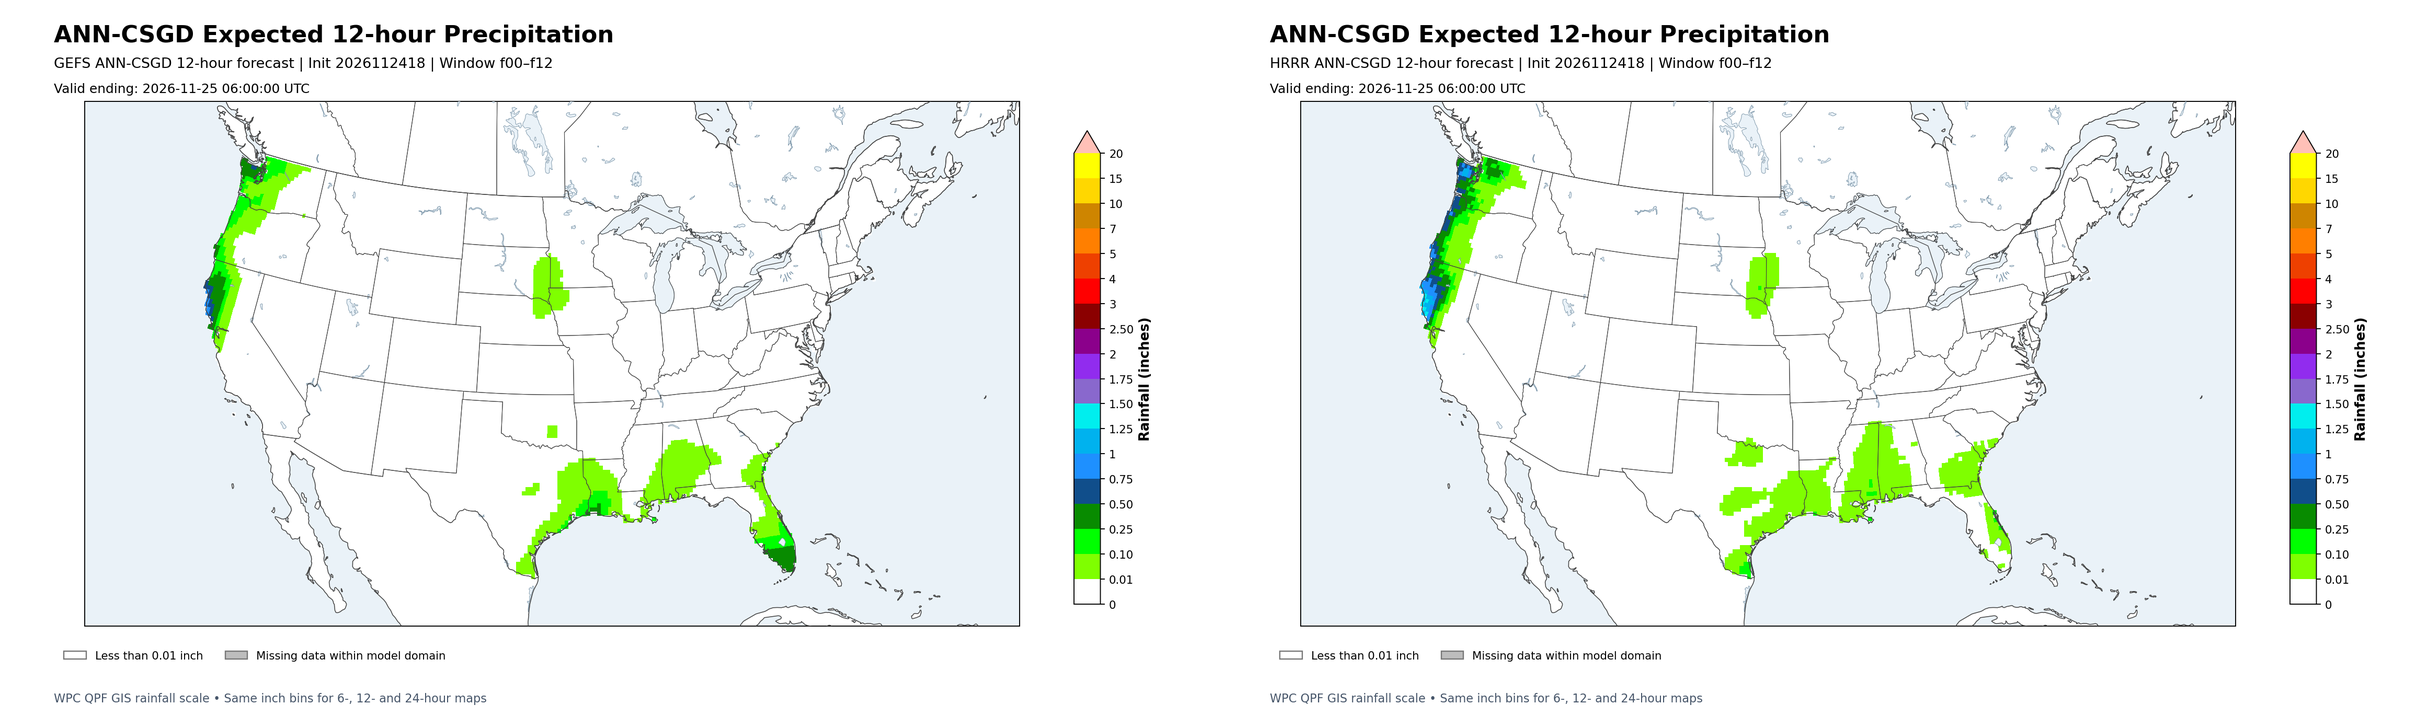 ANN-CSGD Expected 12-hour Precipitation
GEFS ANN-CSGD 12-hour forecast | Init 2026112418 | Window f00–f12
Valid ending: 2026-11-25 06:00:00 UTC
20
15
10
7
5
4
3
2.50
2
1.75
1.50
1.25
1
0.75
0.50
0.25
0.10
0.01
0
Rainfall (inches)
Less than 0.01 inch
Missing data within model domain
WPC QPF GIS rainfall scale • Same inch bins for 6-, 12- and 24-hour maps
ANN-CSGD Expected 12-hour Precipitation
HRRR ANN-CSGD 12-hour forecast | Init 2026112418 | Window f00–f12
Valid ending: 2026-11-25 06:00:00 UTC
20
15
10
7
5
4
3
2.50
2
1.75
1.50
1.25
1
0.75
0.50
0.25
0.10
0.01
0
Rainfall (inches)
Less than 0.01 inch
Missing data within model domain
WPC QPF GIS rainfall scale • Same inch bins for 6-, 12- and 24-hour maps